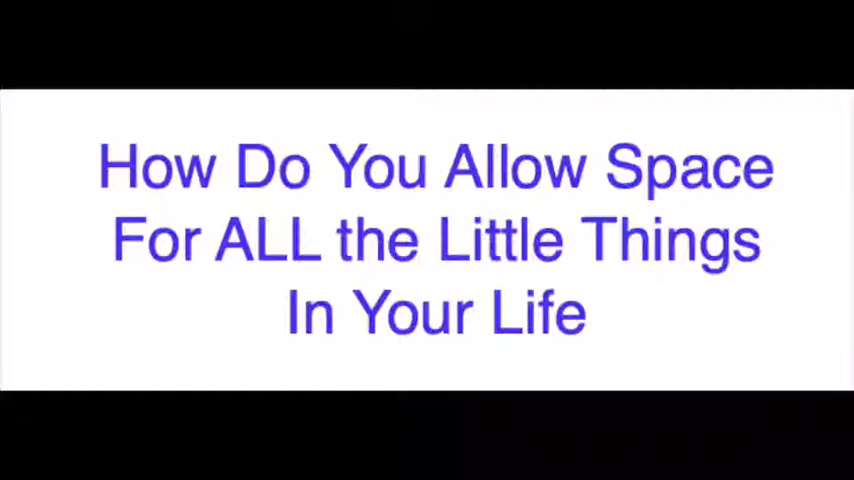 How Do You Allow Space
For ALL the Little Things
In Your Life